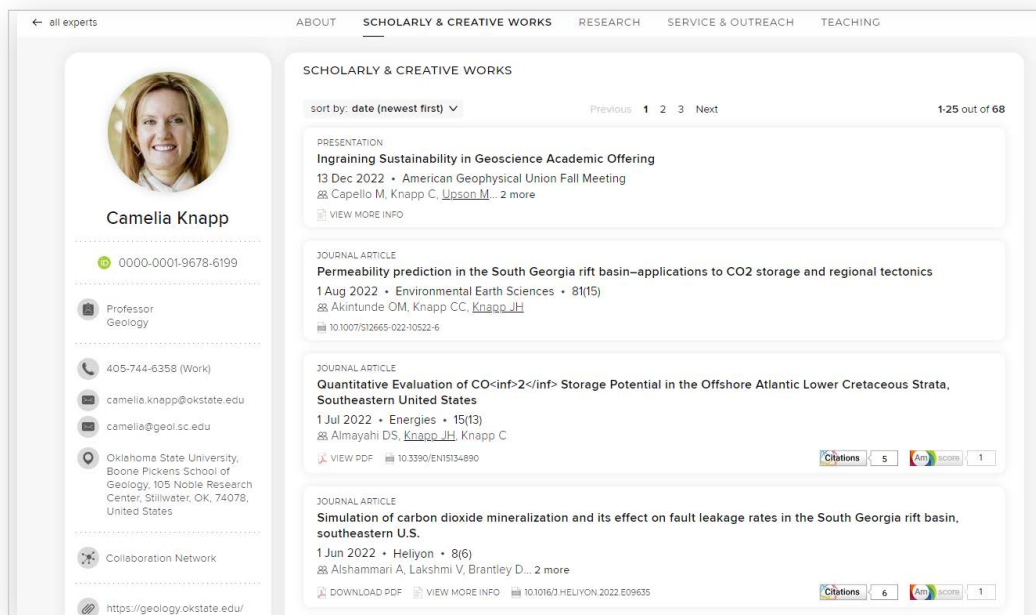 ← all experts
ABOUT SCHOLARLY & CREATIVE WORKS RESEARCH SERVICE & OUTREACH TEACHING
Camelia Knapp
iD 0000-0001-9678-6199
Professor
Geology
405-744-6358 (Work)
camelia.knapp@okstate.edu
camelia@geol.sc.edu
Oklahoma State University,
Boone Pickens School of
Geology, 105 Noble Research
Center, Stillwater, OK, 74078,
United States
Collaboration Network
https://geology.okstate.edu/
SCHOLARLY & CREATIVE WORKS
sort by: date (newest first)
Previous 1 2 3 Next
1-25 out of 68
PRESENTATION
Ingraining Sustainability in Geoscience Academic Offering
13 Dec 2022 • American Geophysical Union Fall Meeting
Capello M, Knapp C, Upson M... 2 more
VIEW MORE INFO
JOURNAL ARTICLE
Permeability prediction in the South Georgia rift basin–applications to CO2 storage and regional tectonics
1 Aug 2022 • Environmental Earth Sciences • 81(15)
Akintunde OM, Knapp CC, Knapp JH
10.1007/S12665-022-10522-6
JOURNAL ARTICLE
Quantitative Evaluation of CO<inf>2</inf> Storage Potential in the Offshore Atlantic Lower Cretaceous Strata,
Southeastern United States
1 Jul 2022 • Energies • 15(13)
Almayahi DS, Knapp JH, Knapp C
VIEW PDF 10.3390/EN15134890
Citations 5 Am score 1
JOURNAL ARTICLE
Simulation of carbon dioxide mineralization and its effect on fault leakage rates in the South Georgia rift basin,
southeastern U.S.
1 Jun 2022 • Heliyon • 8(6)
Alshammari A, Lakshmi V, Brantley D... 2 more
DOWNLOAD PDF VIEW MORE INFO 10.1016/J.HELIYON.2022.E09635
Citations 6 Am score 1